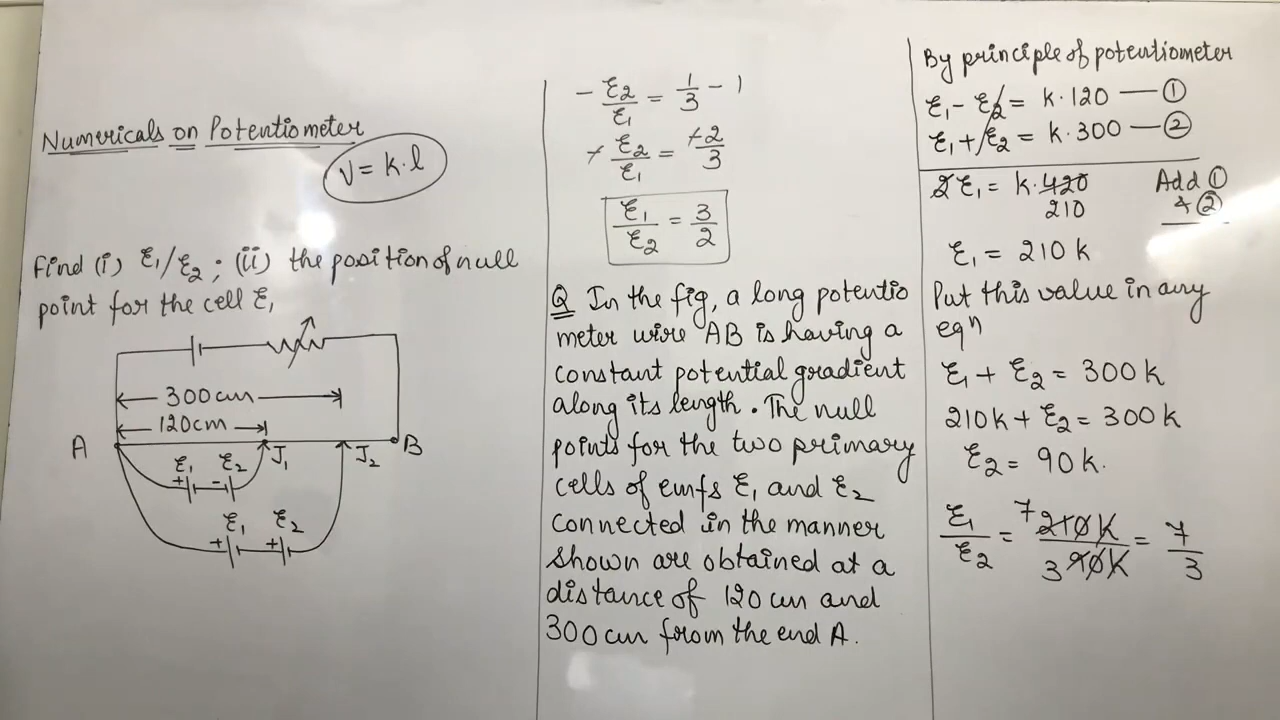 Numericals on Potentiometer
V = K·l
Find (i) ε₁/ε₂ ; (ii) the position of null
point for the cell ε₁
300 cm
120cm
A
B
J₁
J₂
ε₁ ε₂
+ -
ε₁ ε₂
+ +
- ε₂/ε₁ = 1/3 - 1
+ ε₂/ε₁ = +2/3
ε₁/ε₂ = 3/2
Q In the fig, a long potentio
meter wire AB is having a
constant potential gradient
along its length. The null
points for the two primary
cells of emfs ε₁ and ε₂
connected in the manner
shown are obtained at a
distance of 120 cm and
300 cm from the end A.
By principle of potentiometer
ε₁ - ε₂ = K·120 — ①
ε₁ + ε₂ = K·300 — ②
2ε₁ = K·420 Add ①
210 & ②
ε₁ = 210 K
Put this value in any
eqⁿ
ε₁ + ε₂ = 300 K
210K + ε₂ = 300 K
ε₂ = 90 K.
ε₁/ε₂ = 7 210K / 3 90K = 7/3